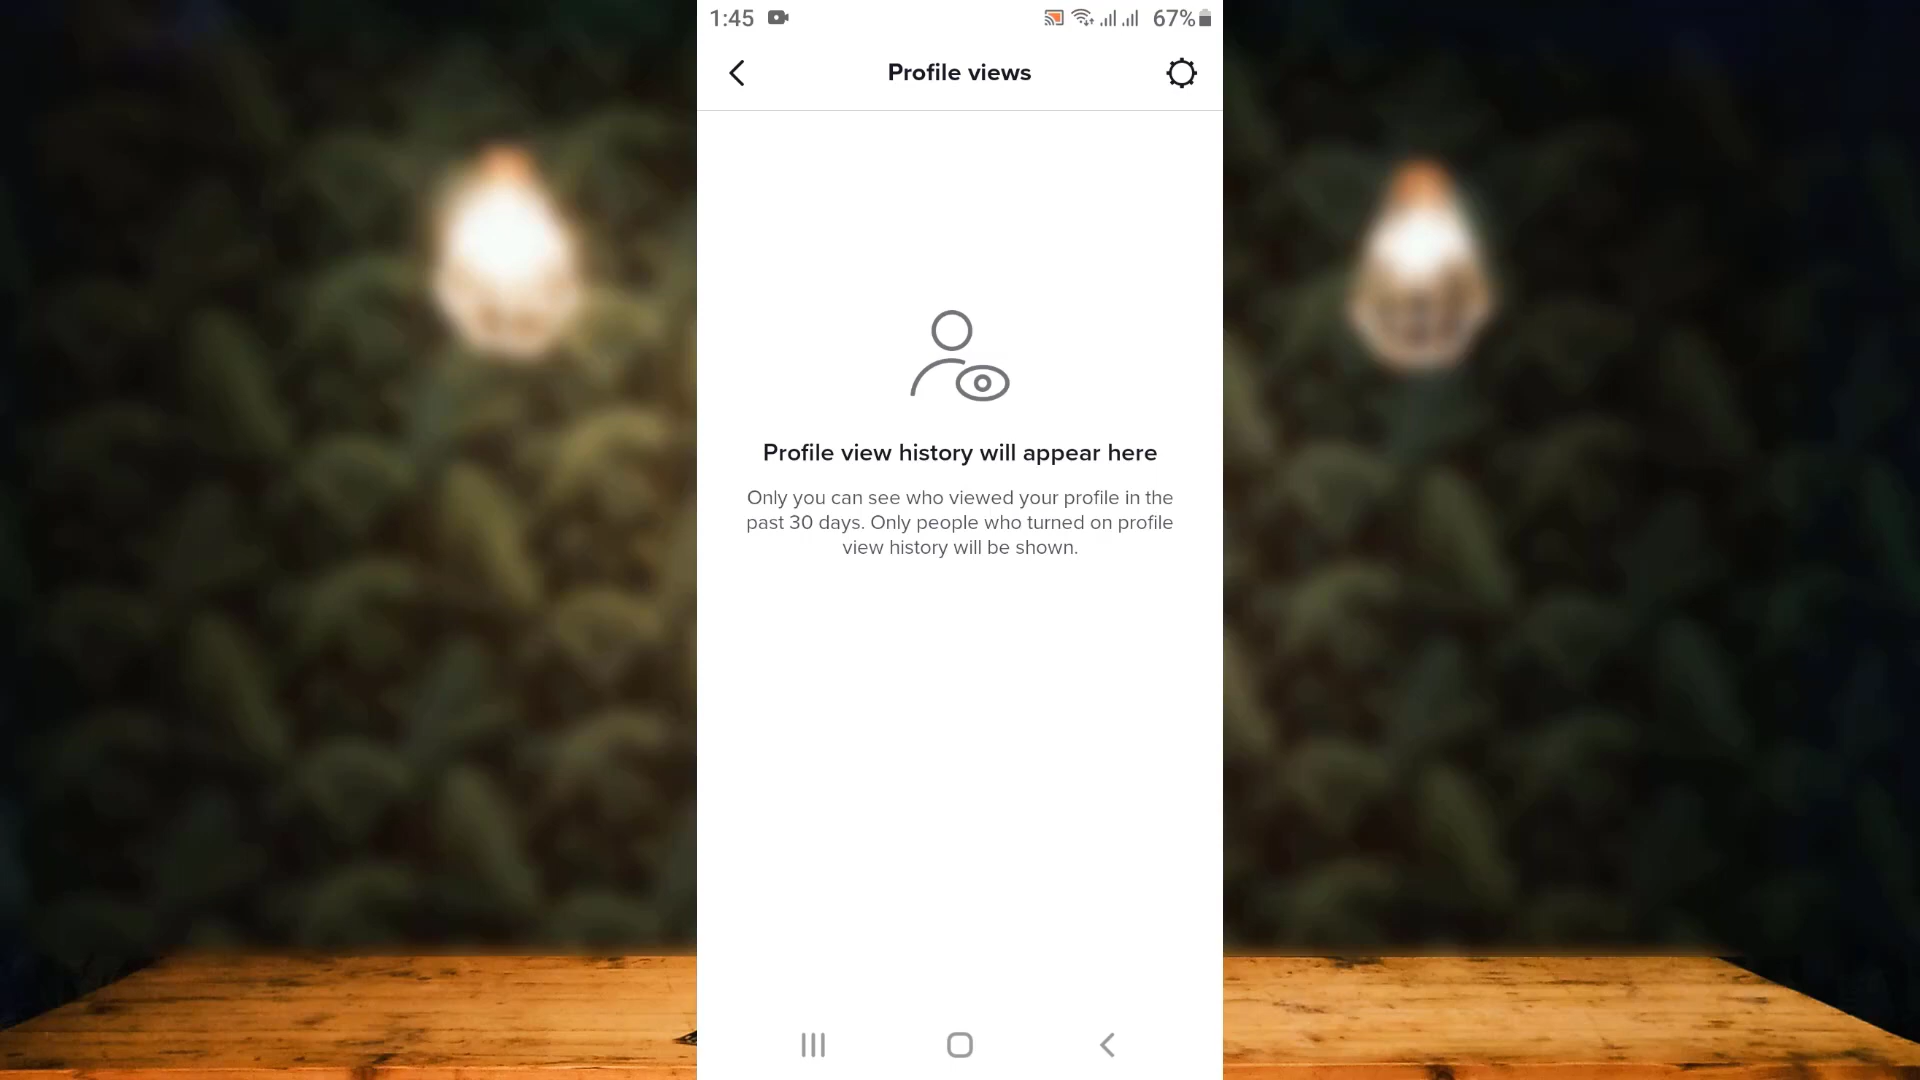 1:45
67%
Profile views
Profile view history will appear here
Only you can see who viewed your profile in the
past 30 days. Only people who turned on profile
view history will be shown.